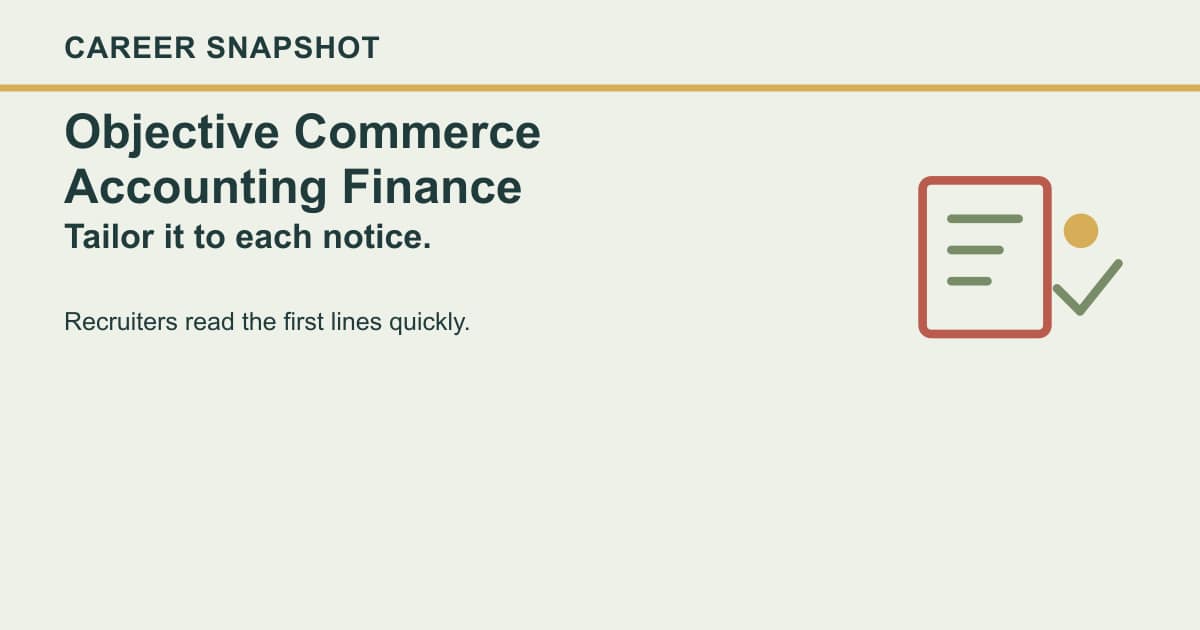 CAREER SNAPSHOT
Objective Commerce
Accounting Finance
Tailor it to each notice.
Recruiters read the first lines quickly.